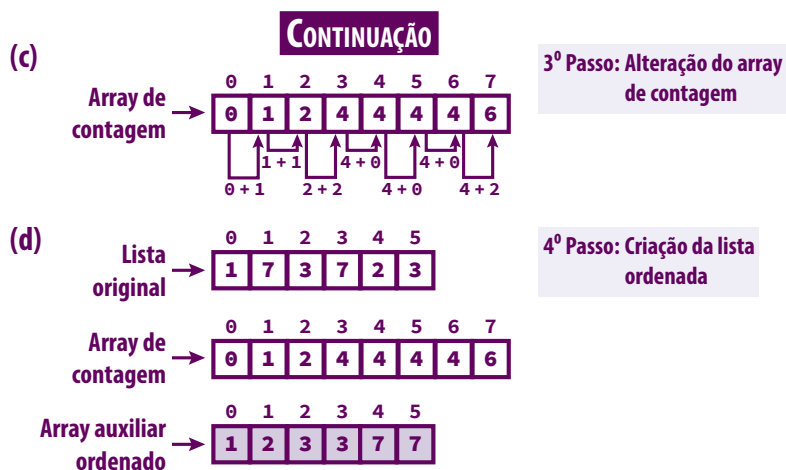 CONTINUAÇÃO
(c)
3º Passo: Alteração do array
de contagem
0 1 2 3 4 5 6 7
Array de
contagem
0 1 2 4 4 4 4 6
1 + 1 4 + 0 4 + 0
0 + 1 2 + 2 4 + 0 4 + 2
(d)
4º Passo: Criação da lista
ordenada
0 1 2 3 4 5
Lista
original
1 7 3 7 2 3
0 1 2 3 4 5 6 7
Array de
contagem
0 1 2 4 4 4 4 6
0 1 2 3 4 5
Array auxiliar
ordenado
1 2 3 3 7 7